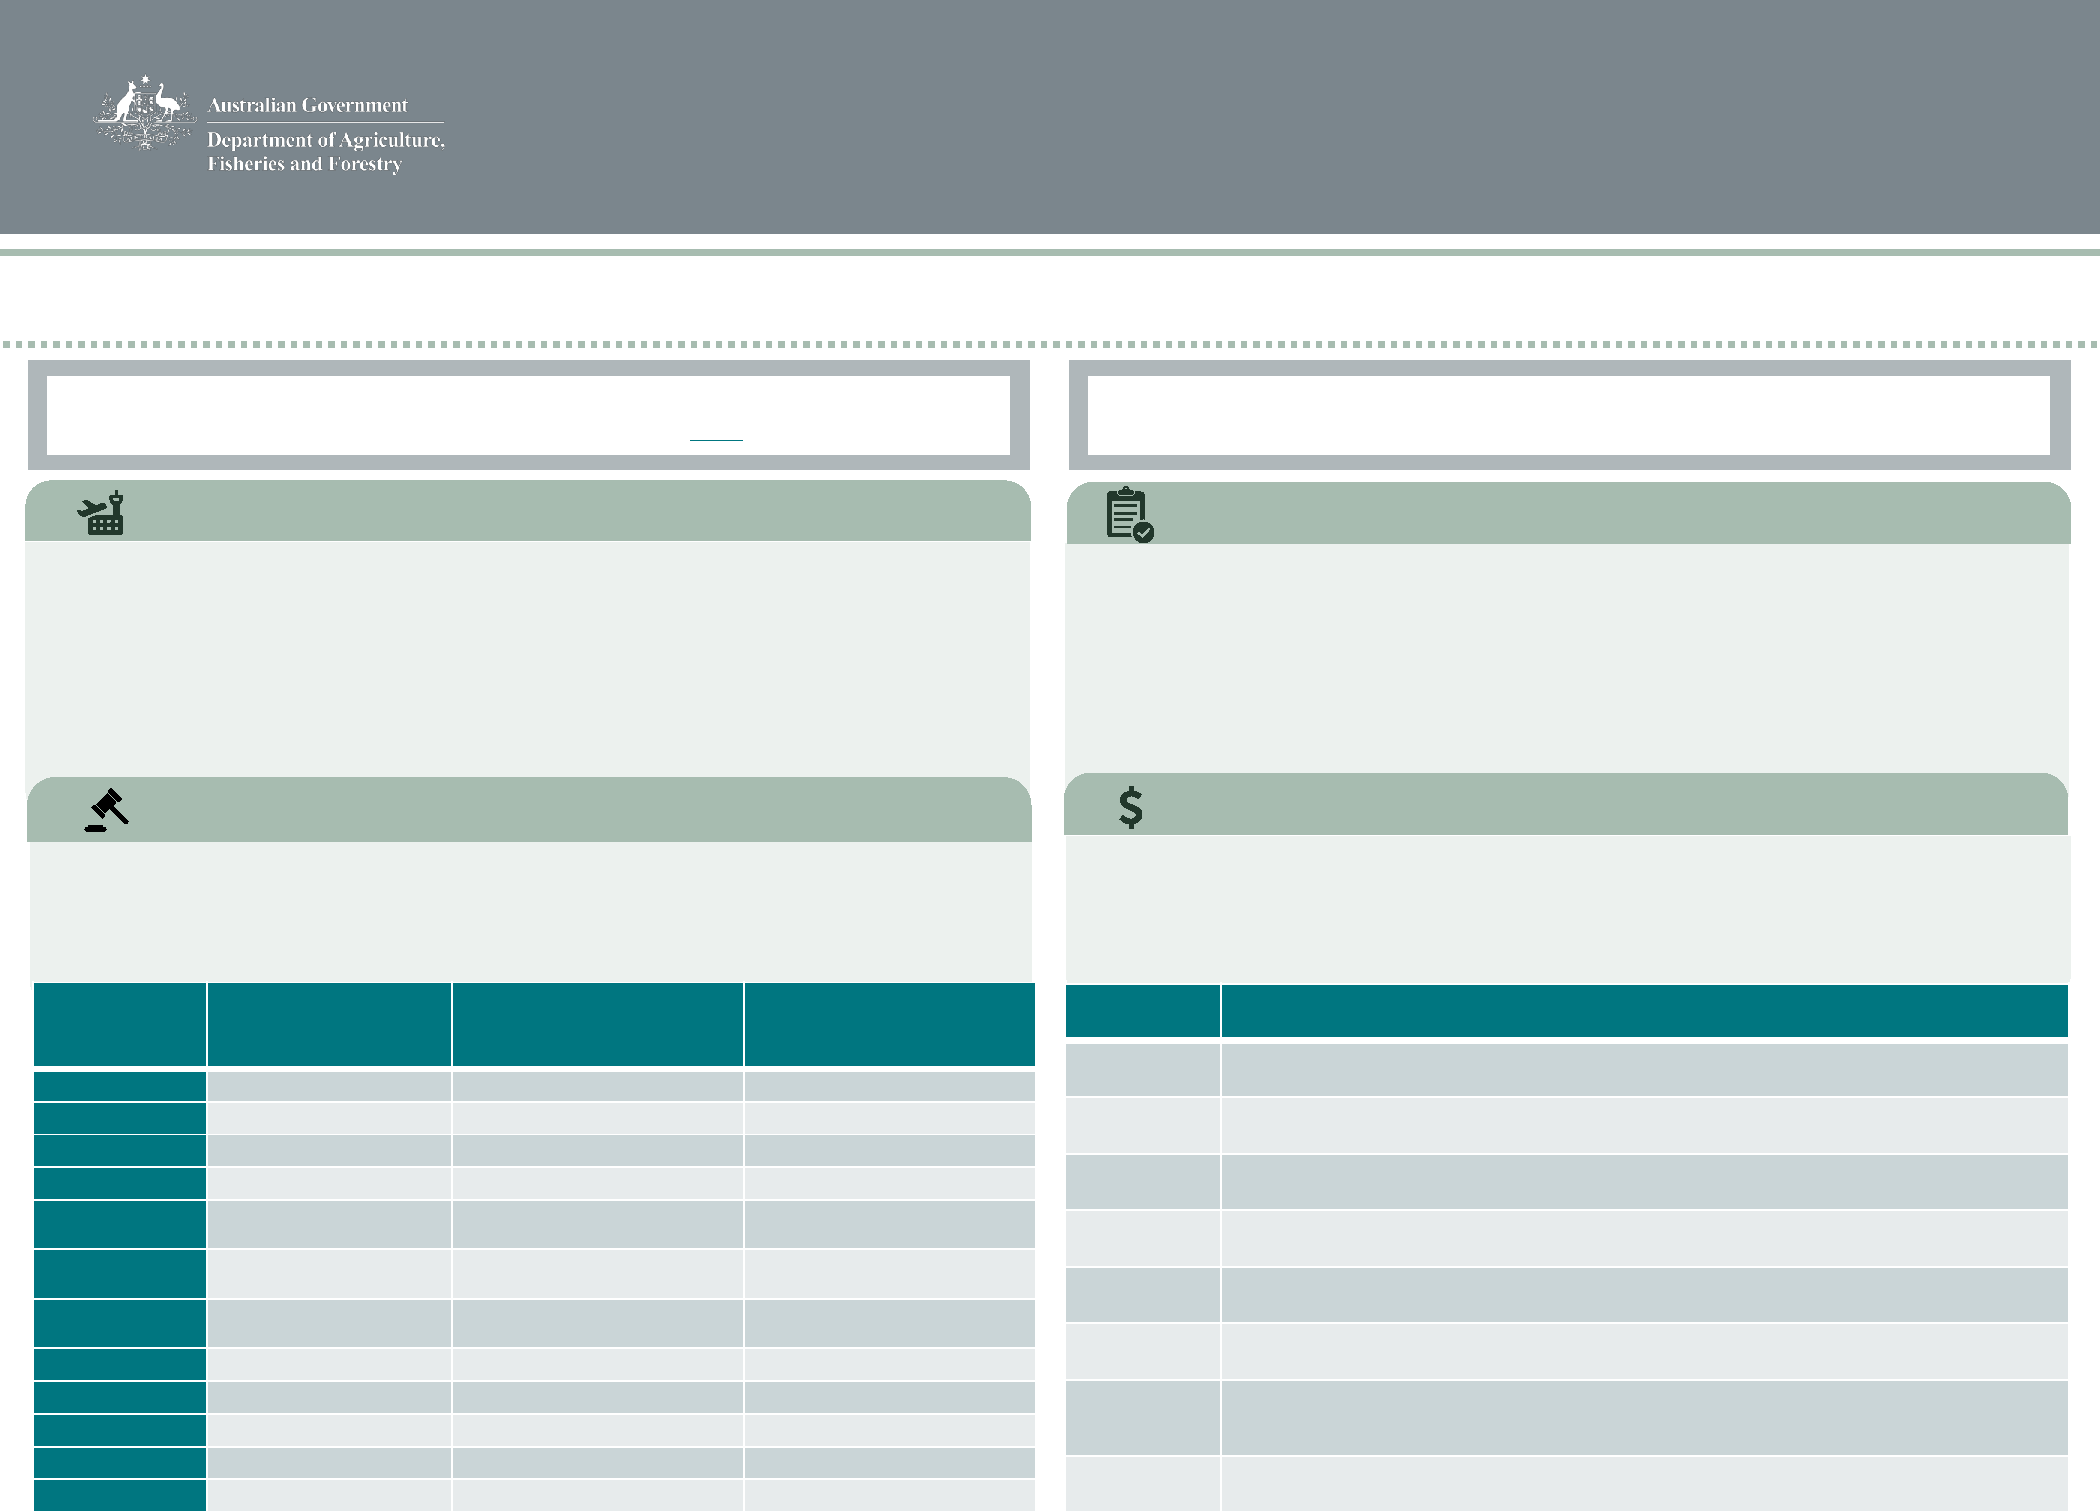 Australian Government
Department of Agriculture,
Fisheries and Forestry